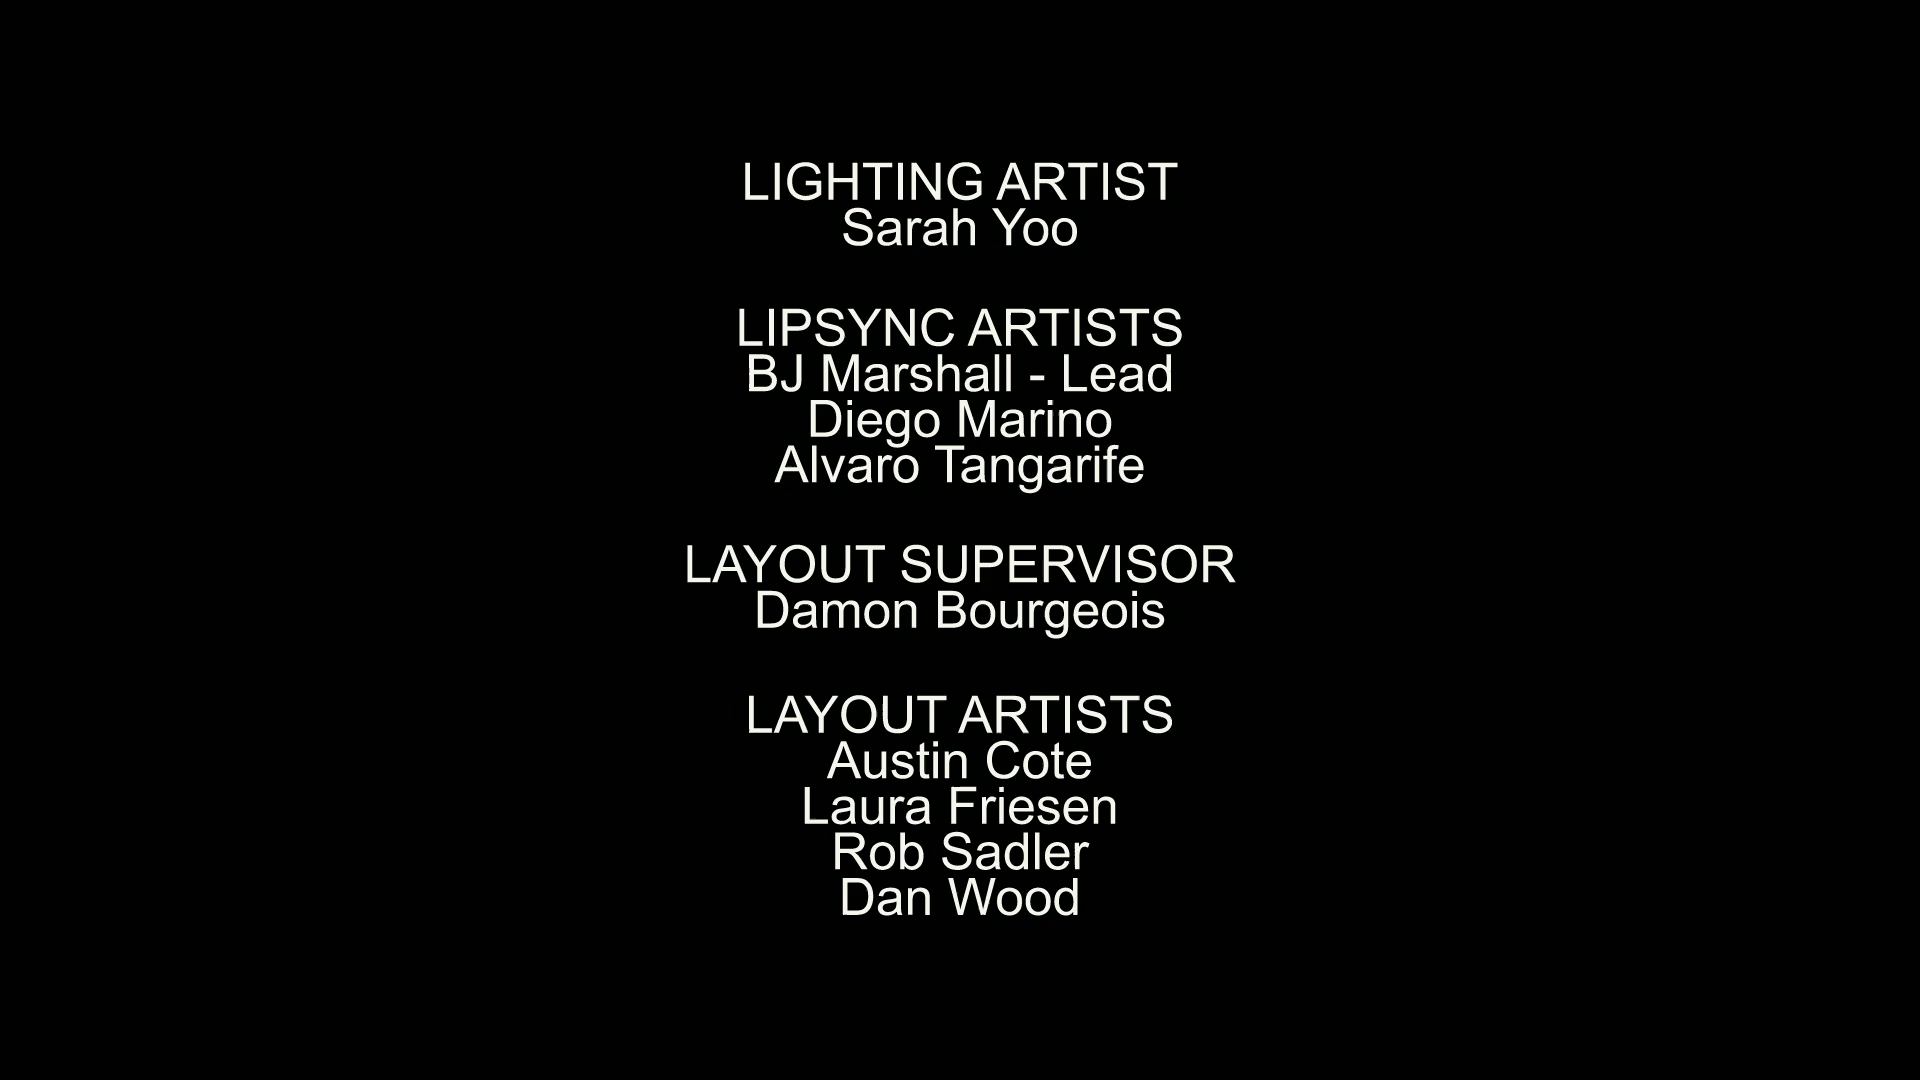 LIGHTING ARTIST
Sarah Yoo
LIPSYNC ARTISTS
BJ Marshall - Lead
Diego Marino
Alvaro Tangarife
LAYOUT SUPERVISOR
Damon Bourgeois
LAYOUT ARTISTS
Austin Cote
Laura Friesen
Rob Sadler
Dan Wood